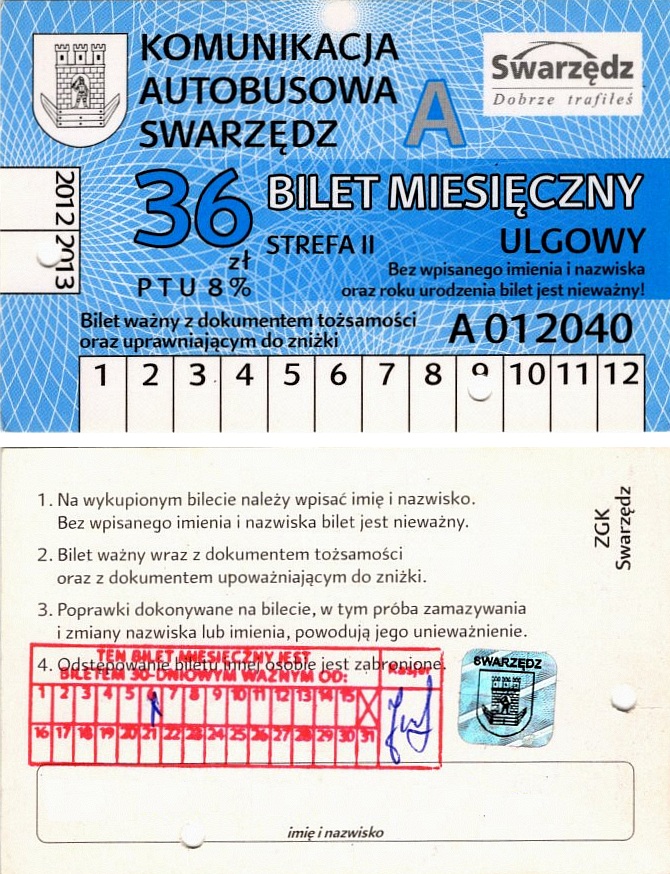 KOMUNIKACJA
AUTOBUSOWA
SWARZĘDZ
A
Swarzędz
Dobrze trafiłeś
2012 2013
36
zł
PTU 8%
BILET MIESIĘCZNY
STREFA II
ULGOWY
Bez wpisanego imienia i nazwiska
oraz roku urodzenia bilet jest nieważny!
Bilet ważny z dokumentem tożsamości
oraz uprawniającym do zniżki
A 012040
1 2 3 4 5 6 7 8 9 10 11 12
1. Na wykupionym bilecie należy wpisać imię i nazwisko.
Bez wpisanego imienia i nazwiska bilet jest nieważny.
2. Bilet ważny wraz z dokumentem tożsamości
oraz z dokumentem upoważniającym do zniżki.
3. Poprawki dokonywane na bilecie, w tym próba zamazywania
i zmiany nazwiska lub imienia, powodują jego unieważnienie.
4. Odstępowanie biletu innej osobie jest zabronione.
ZGK
Swarzędz
TEN BILET MIESIĘCZNY JEST
BILETEM 30-DNIOWYM WAŻNYM OD:
Kasjer
1 2 3 4 5 6 7 8 9 10 11 12 13 14 15
16 17 18 19 20 21 22 23 24 25 26 27 28 29 30 31
SWARZĘDZ
imię i nazwisko